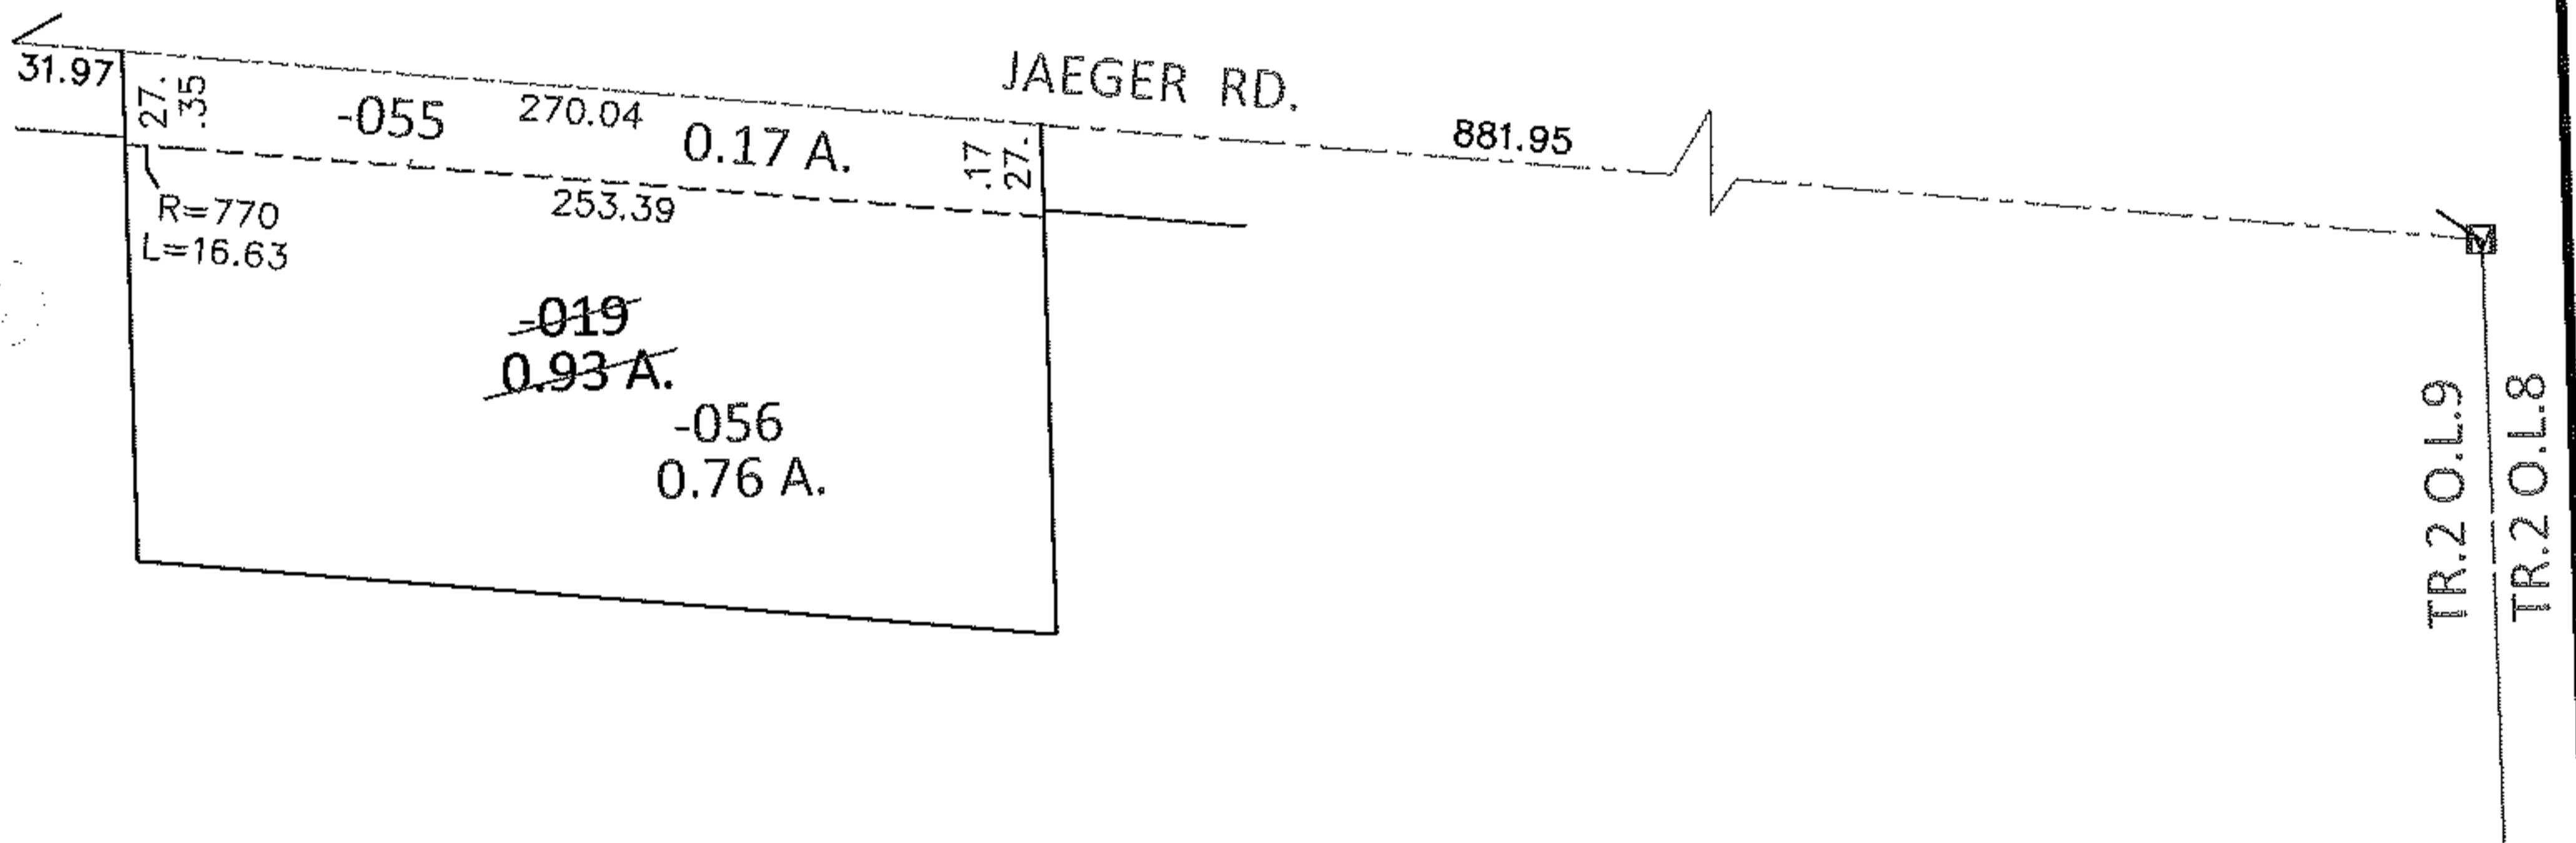 JAEGER RD.
31.97
27.
.35
-055
270.04
0.17 A.
.17
27.
881.95
253.39
R=770
L=16.63
-019
0.93 A.
-056
0.76 A.
TR.2 O.L.9
TR.2 O.L.8